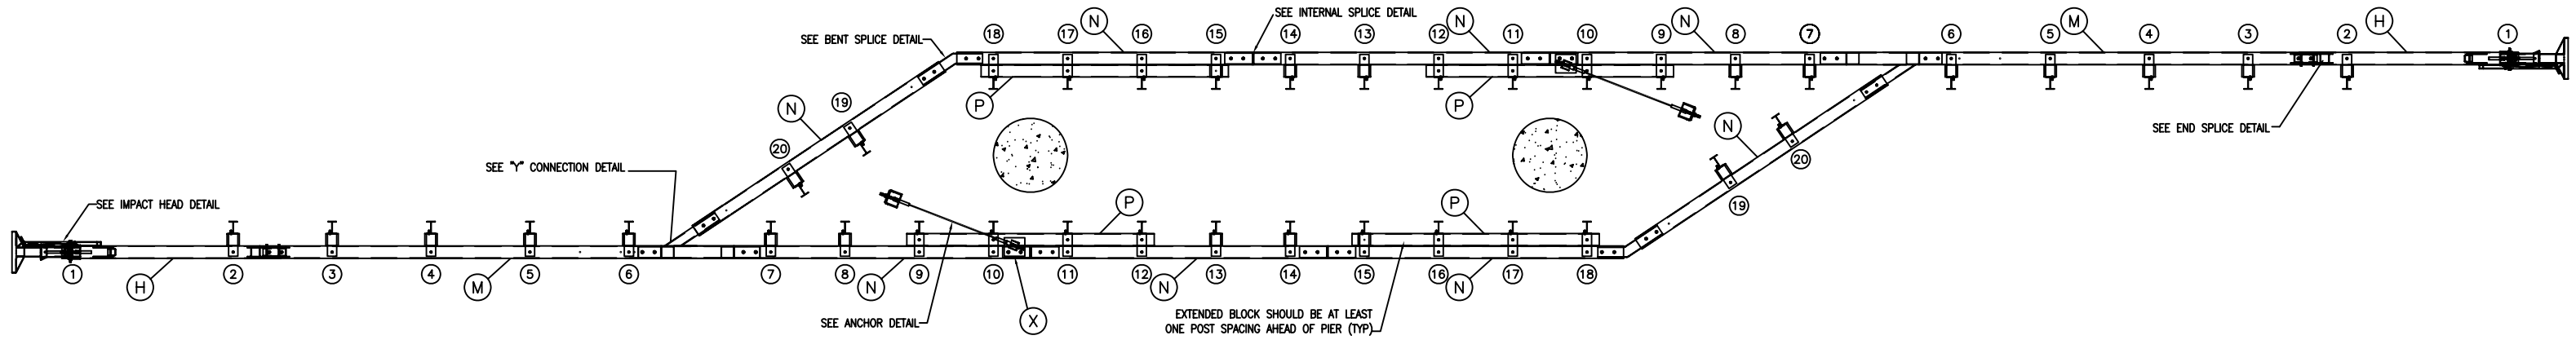 SEE INTERNAL SPLICE DETAIL
SEE BENT SPLICE DETAIL
18 17 N 16 15 14 13 12 N 11 10 9 N 8 7 6 5 M 4 3 2 H 1
P P
19 N
20
N
20
19
SEE END SPLICE DETAIL
SEE "Y" CONNECTION DETAIL
SEE IMPACT HEAD DETAIL
P P
1 H 2 3 4 M 5 6 7 8 N 9 10 11 12 N 13 14 15 16 N 17 18
SEE ANCHOR DETAIL
X
EXTENDED BLOCK SHOULD BE AT LEAST
ONE POST SPACING AHEAD OF PIER (TYP)